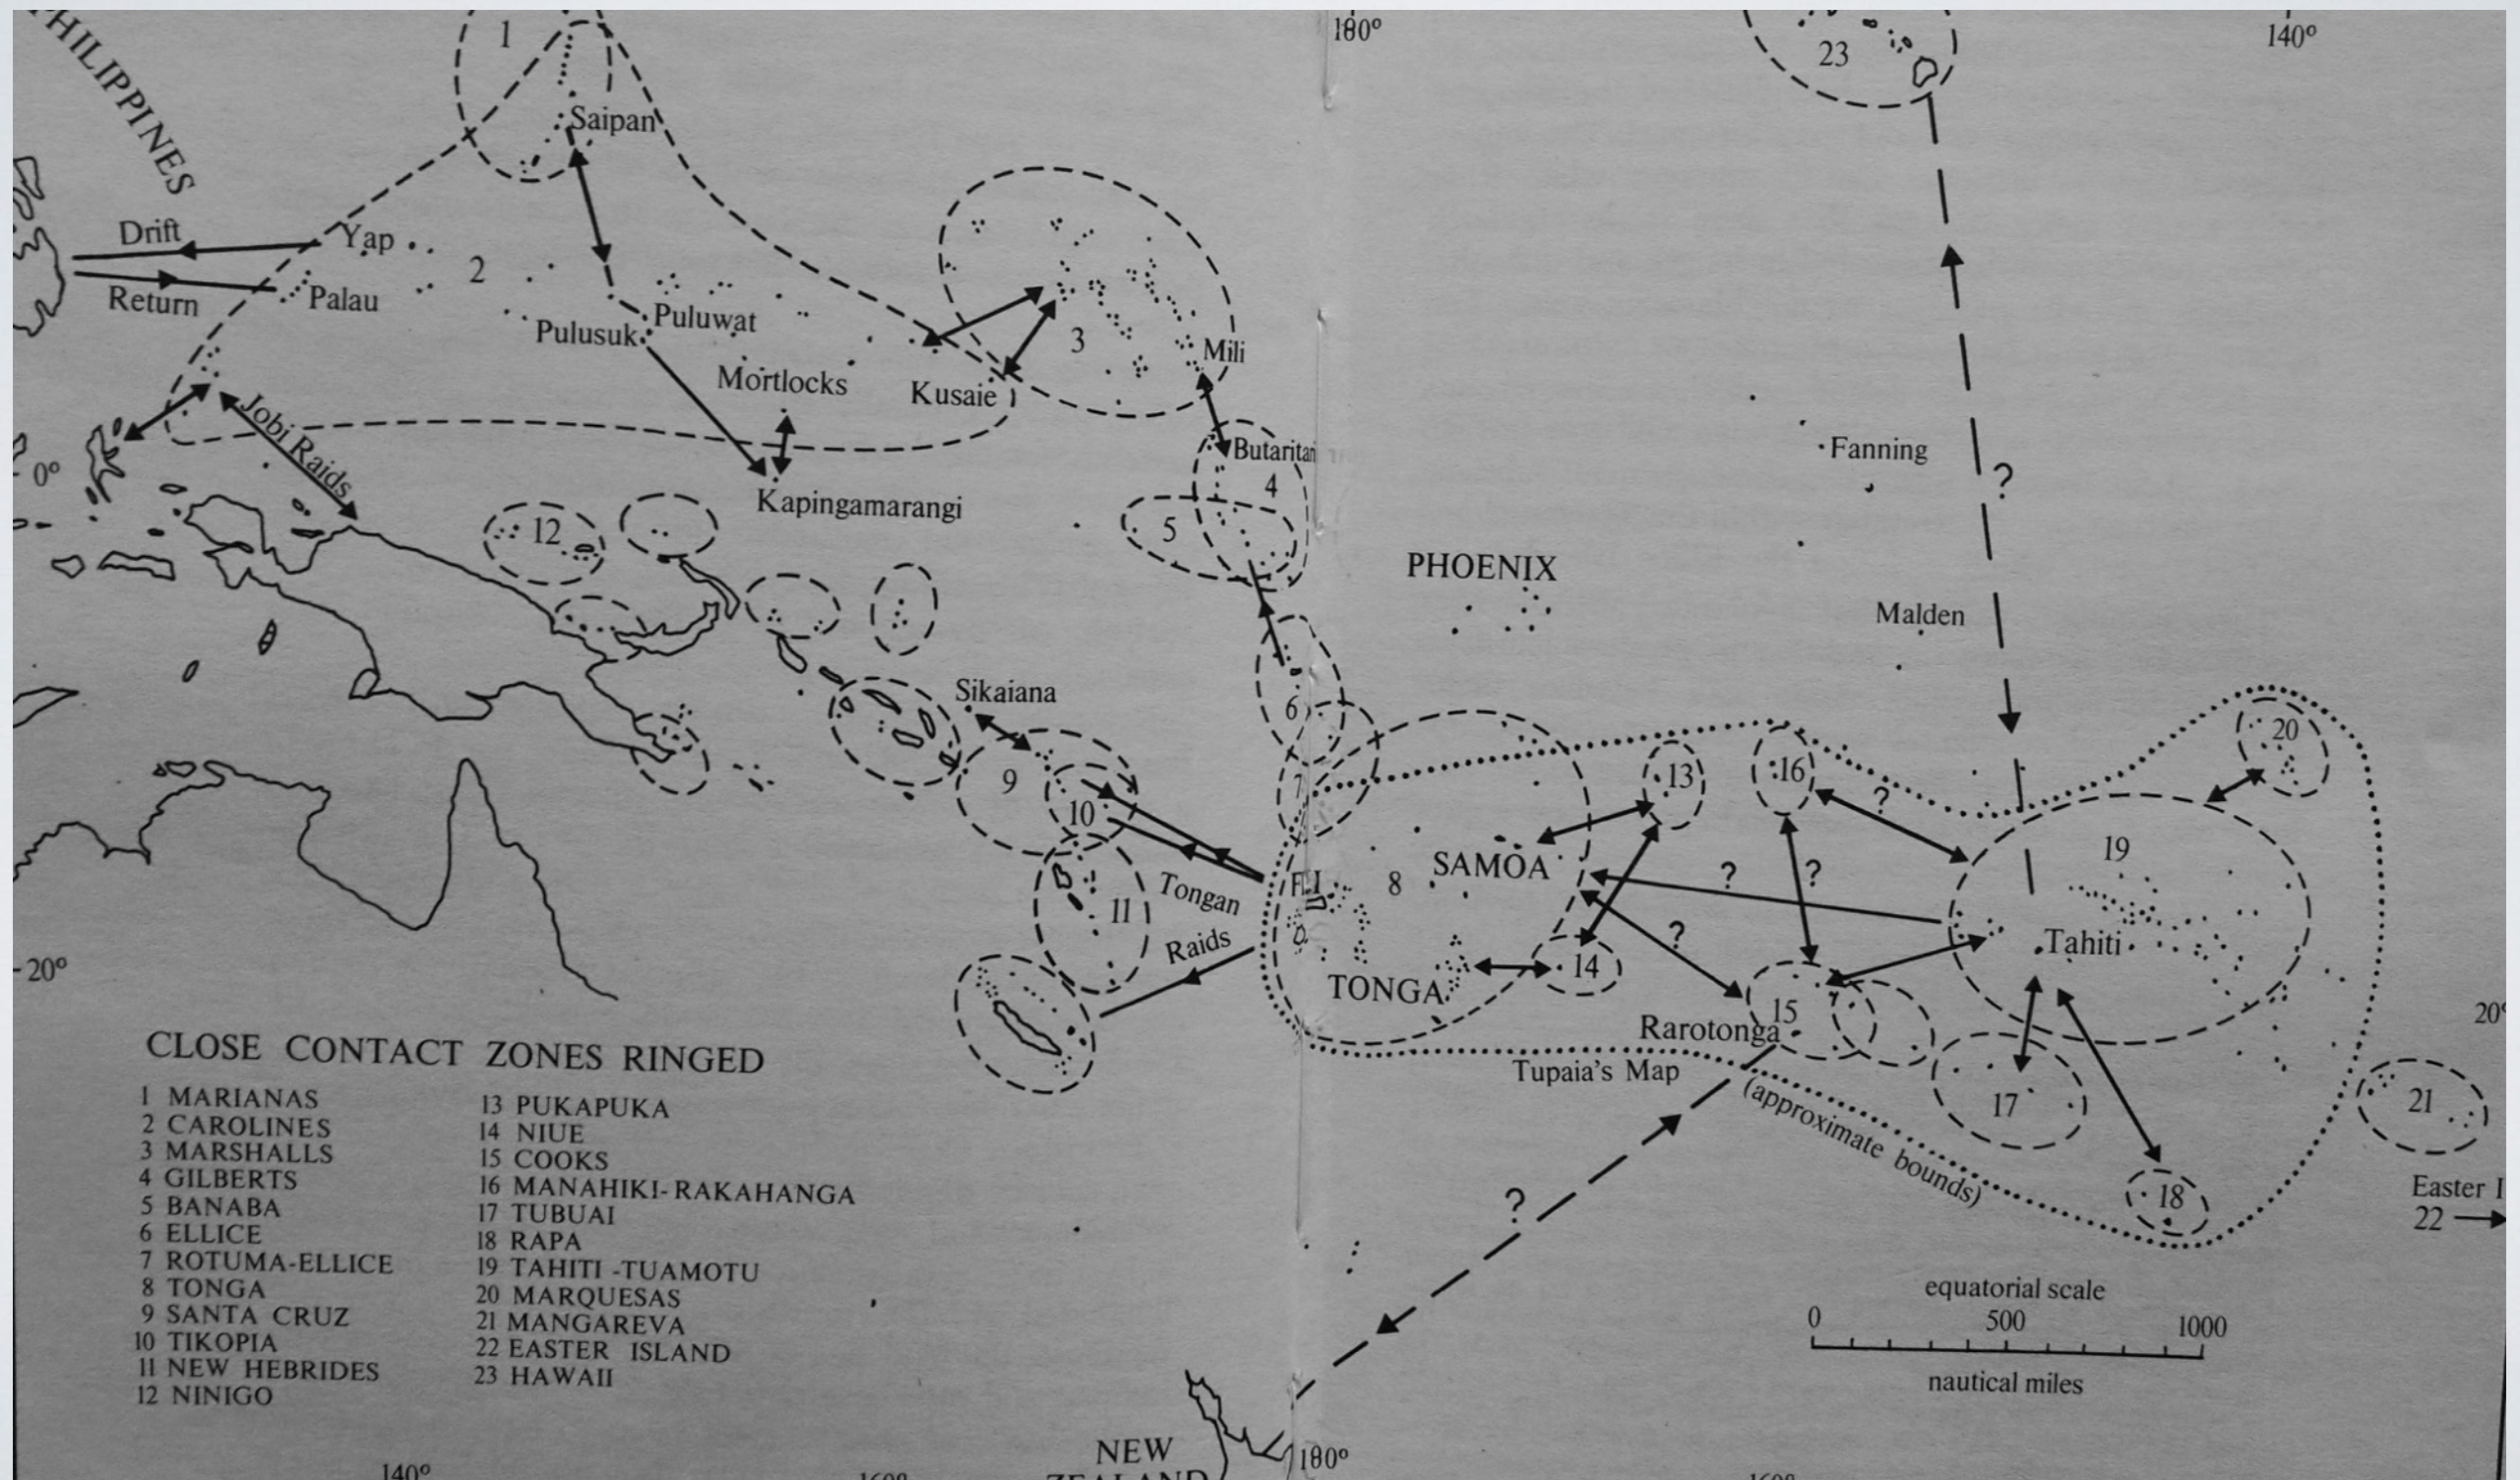 PHILIPPINES
1
180°
23
140°
Saipan
Drift
Yap
2
Return
Palau
Puluwat
Pulusuk
3
Mili
Mortlocks
Kusaie
Jobi Raids
Butaritari
Fanning
0°
?
4
Kapingamarangi
12
5
PHOENIX
Malden
Sikaiana
6
20
9
7
13
16
10
?
19
SAMOA
8
?
?
Tongan
11
Raids
?
Tahiti
20°
TONGA
14
15
Rarotonga
20°
Tupaia's Map
(approximate bounds)
17
21
18
Easter I
22
?
CLOSE CONTACT ZONES RINGED
1 MARIANAS
2 CAROLINES
3 MARSHALLS
4 GILBERTS
5 BANABA
6 ELLICE
7 ROTUMA-ELLICE
8 TONGA
9 SANTA CRUZ
10 TIKOPIA
11 NEW HEBRIDES
12 NINIGO
13 PUKAPUKA
14 NIUE
15 COOKS
16 MANAHIKI-RAKAHANGA
17 TUBUAI
18 RAPA
19 TAHITI -TUAMOTU
20 MARQUESAS
21 MANGAREVA
22 EASTER ISLAND
23 HAWAII
equatorial scale
0 500 1000
nautical miles
NEW
ZEALAND
180°
140°
160°
160°